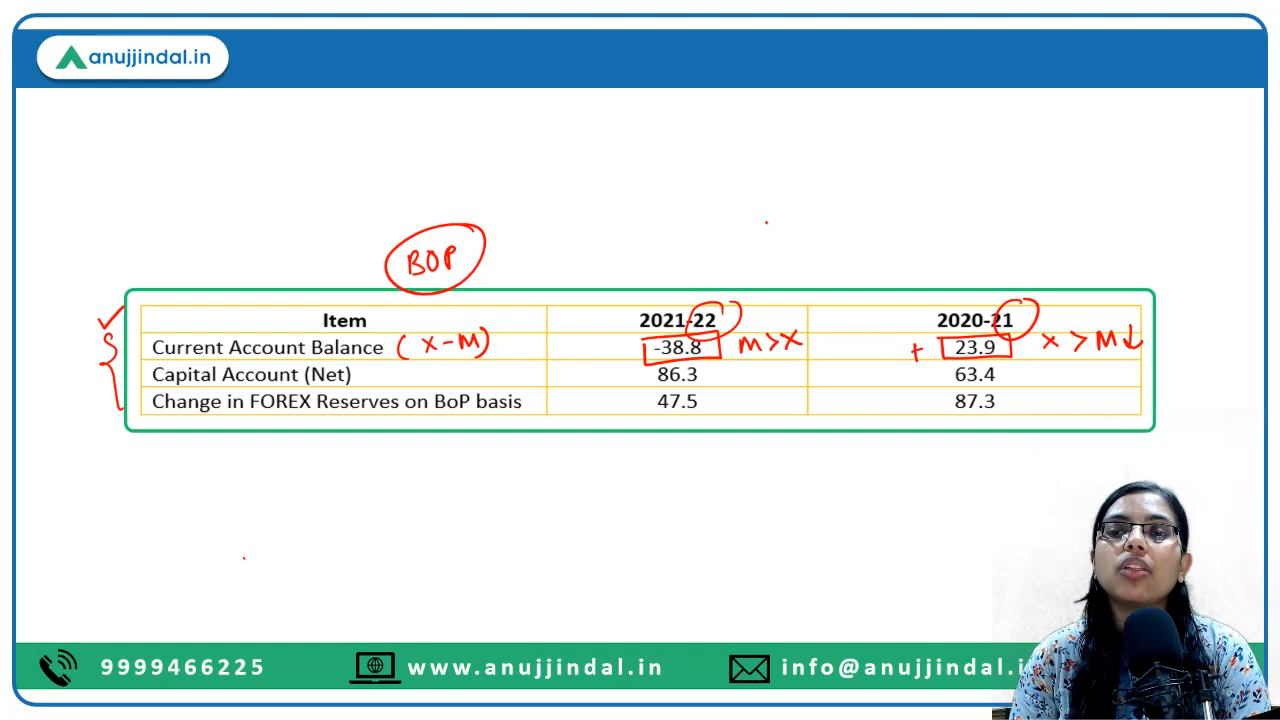 anujjindal.in
BOP
Item 2021-22 2020-21
Current Account Balance (X-M) -38.8 M>X + 23.9 X>M↓
Capital Account (Net) 86.3 63.4
Change in FOREX Reserves on BoP basis 47.5 87.3
9999466225 www.anujjindal.in info@anujjindal.i